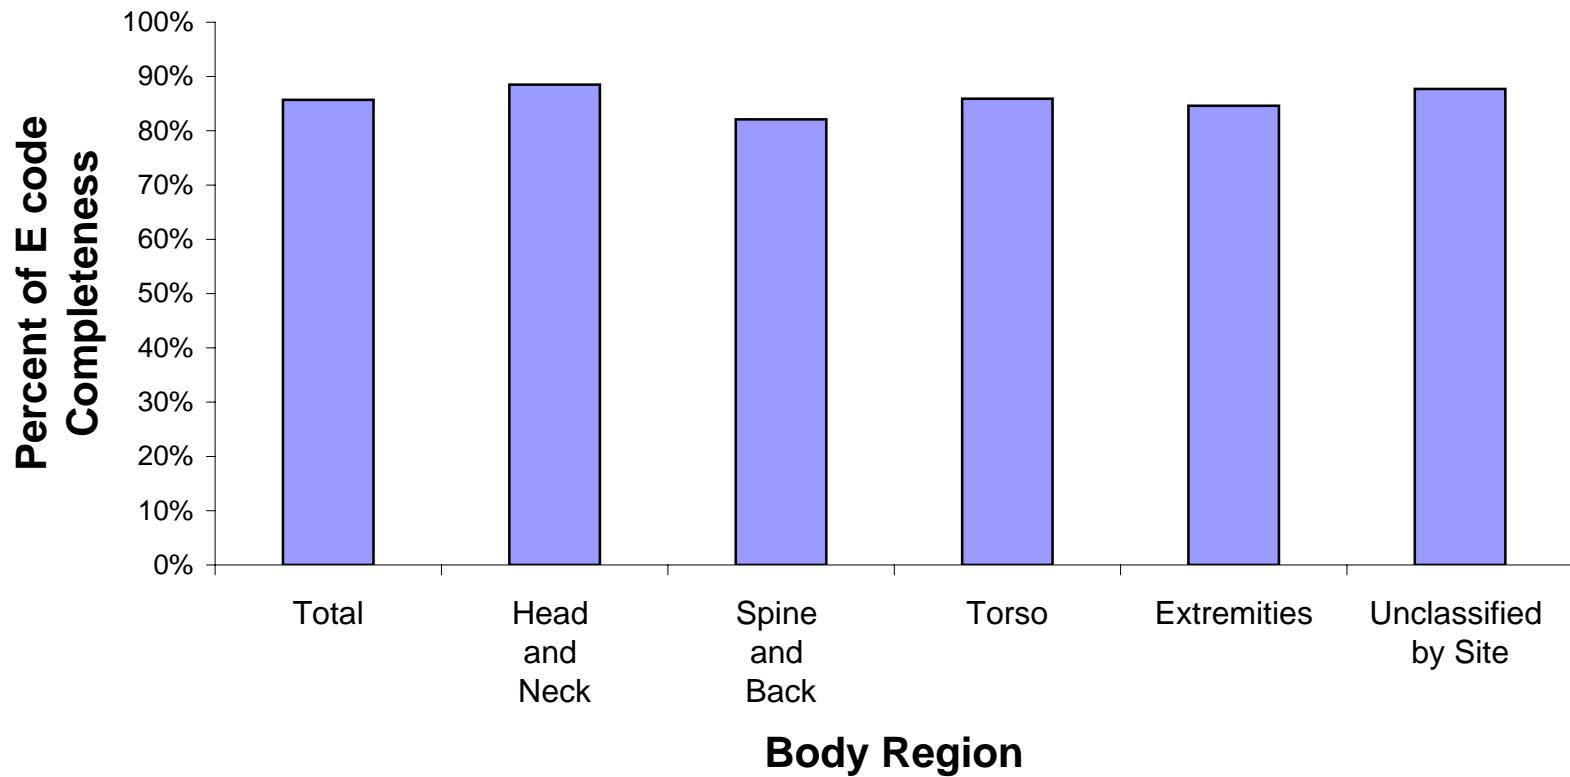 Percent of E code
Completeness
100%
90%
80%
70%
60%
50%
40%
30%
20%
10%
0%
Total
Head
and
Neck
Spine
and
Back
Torso
Extremities
Unclassified
by Site
Body Region